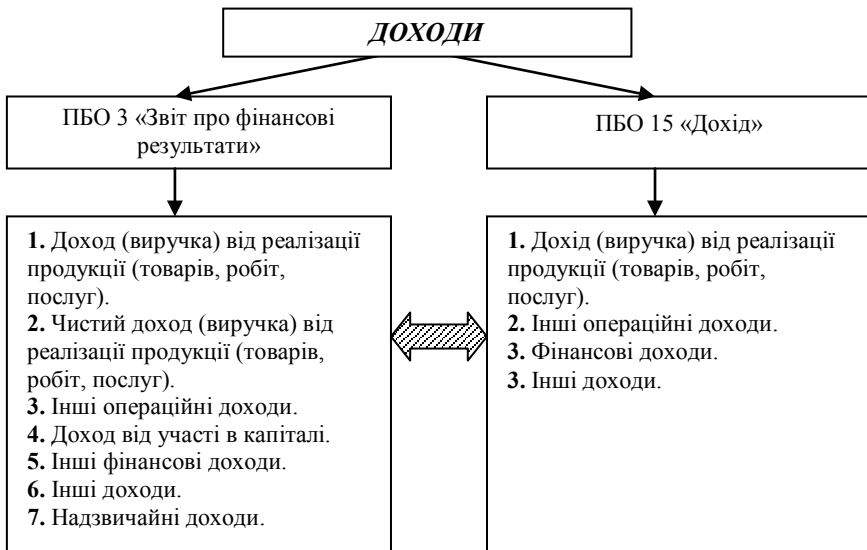 ДОХОДИ
ПБО 3 «Звіт про фінансові
результати»
ПБО 15 «Дохід»
1. Доход (виручка) від реалізації
продукції (товарів, робіт,
послуг).
2. Чистий доход (виручка) від
реалізації продукції (товарів,
робіт, послуг).
3. Інші операційні доходи.
4. Доход від участі в капіталі.
5. Інші фінансові доходи.
6. Інші доходи.
7. Надзвичайні доходи.
1. Дохід (виручка) від реалізації
продукції (товарів, робіт,
послуг).
2. Інші операційні доходи.
3. Фінансові доходи.
3. Інші доходи.